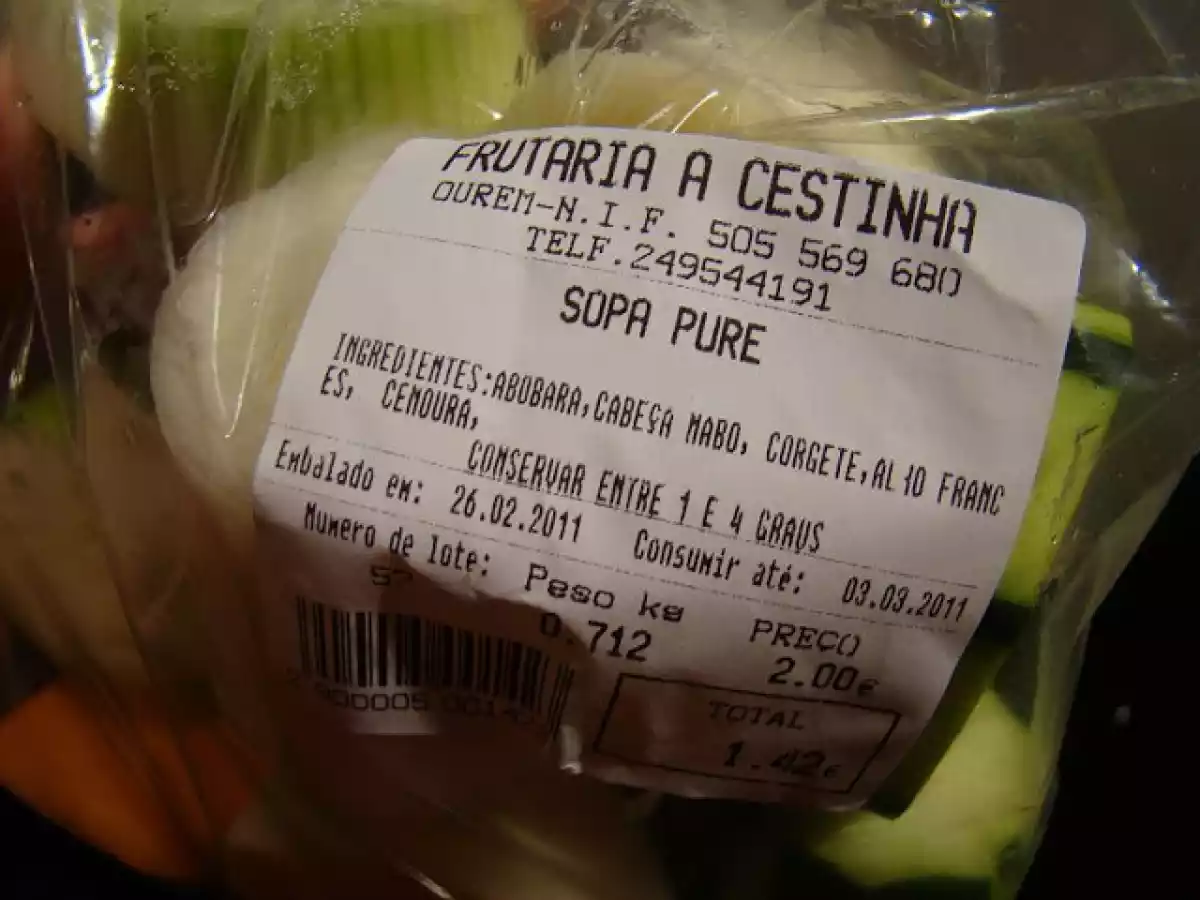 FRUTARIA A CESTINHA
OUREM-N.I.F. 505 569 680
TELF.249544191
SOPA PURE
INGREDIENTES:ABOBARA,CABEÇA NABO, CORGETE,AL10 FRANC
ES, CENOURA,
CONSERVAR ENTRE 1 E 4 GRAUS
Embalado em: 26.02.2011 Consumir até: 03.03.2011
Numero de lote: Peso kg PREÇO
0.712 2.00€
TOTAL
1.42€